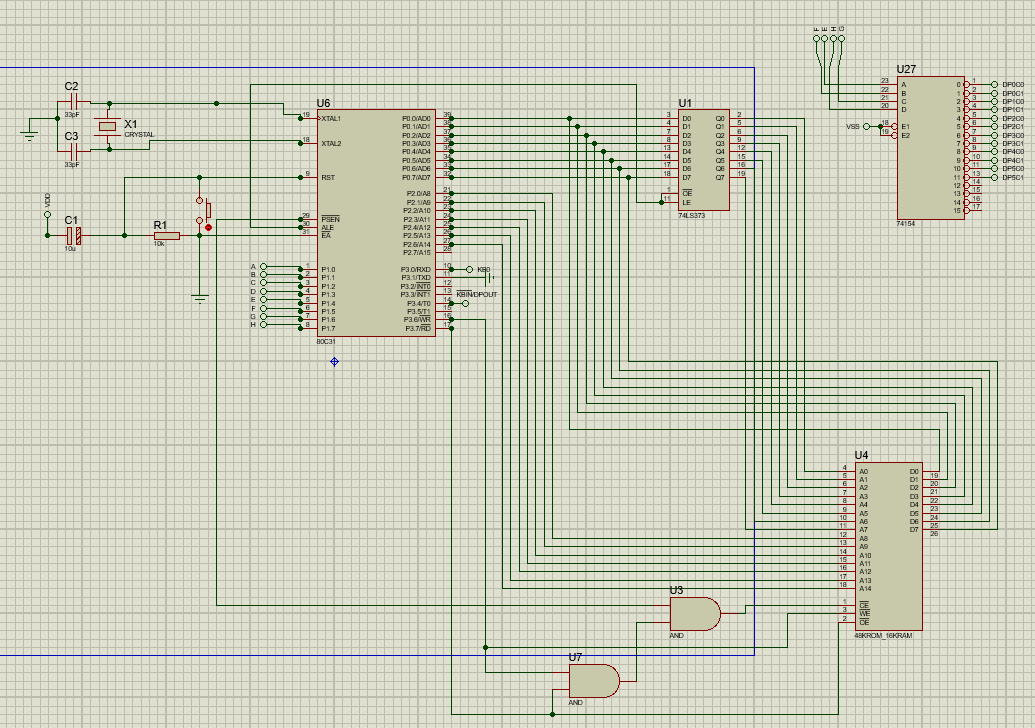 F E H G
U27
23 A 0 1 DP0C0
22 B 1 2 DP0C1
21 C 2 3 DP1C0
20 D 3 4 DP1C1
4 5 DP2C0
VSS 18 E1 5 6 DP2C1
19 E2 6 7 DP3C0
7 8 DP3C1
8 9 DP4C0
9 10 DP4C1
10 11 DP5C0
11 13 DP5C1
12 14
13 15
14 16
15 17
74154
C2
33pF
X1
CRYSTAL
C3
33pF
VDD
C1
10u
R1
10k
U6
19 XTAL1
18 XTAL2
9 RST
29 PSEN
30 ALE
31 EA
A 1 P1.0
B 2 P1.1
C 3 P1.2
D 4 P1.3
E 5 P1.4
F 6 P1.5
G 7 P1.6
H 8 P1.7
P0.0/AD0 39
P0.1/AD1 38
P0.2/AD2 37
P0.3/AD3 36
P0.4/AD4 35
P0.5/AD5 34
P0.6/AD6 33
P0.7/AD7 32
P2.0/A8 21
P2.1/A9 22
P2.2/A10 23
P2.3/A11 24
P2.4/A12 25
P2.5/A13 26
P2.6/A14 27
P2.7/A15 28
P3.0/RXD 10 KB0
P3.1/TXD 11
P3.2/INT0 12
P3.3/INT1 13 KBIN/DPOUT
P3.4/T0 14
P3.5/T1 15
P3.6/WR 16
P3.7/RD 17
80C31
U1
3 D0 Q0 2
4 D1 Q1 5
7 D2 Q2 6
8 D3 Q3 9
13 D4 Q4 12
14 D5 Q5 15
17 D6 Q6 16
18 D7 Q7 19
1 OE
11 LE
74LS373
U4
4 A0 D0 19
5 A1 D1 20
6 A2 D2 21
7 A3 D3 22
8 A4 D4 23
9 A5 D5 24
10 A6 D6 25
11 A7 D7 26
12 A8
13 A9
14 A10
15 A11
16 A12
17 A13
18 A14
1 CE
3 WE
2 OE
48KROM_16KRAM
U3
AND
U7
AND